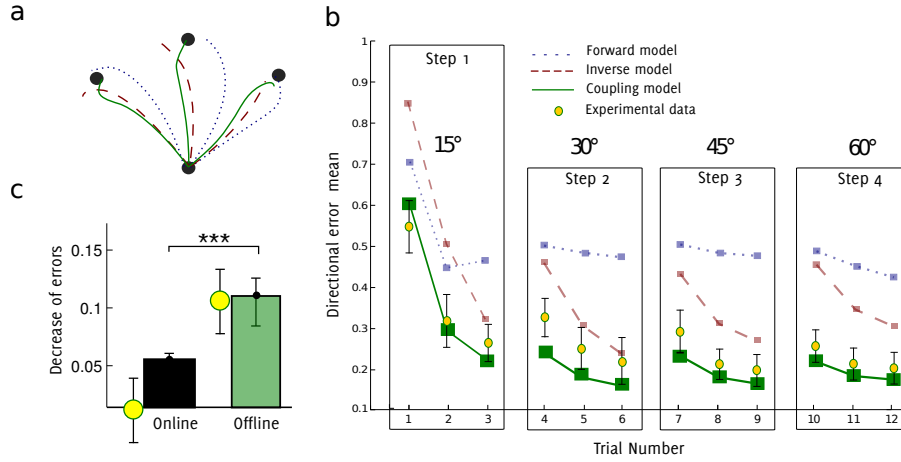 a
b
1
0.9
0.8
0.7
0.6
0.5
0.4
0.3
0.2
0.1
Directional error mean
Step 1
15°
Forward model
Inverse model
Coupling model
Experimental data
30°
45°
60°
Step 2
Step 3
Step 4
1 2 3 4 5 6 7 8 9 10 11 12
Trial Number
c
***
0.15
0.1
0.05
Decrease of errors
Online Offline